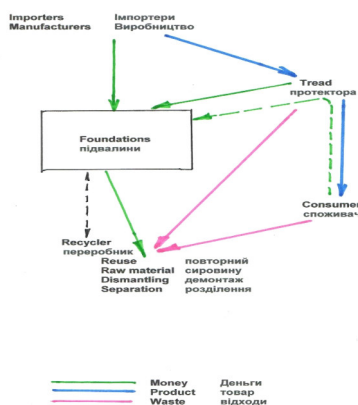 Importers Імпортери
Manufacturers Виробництво
Tread
протектора
Foundations
підвалини
Consumer
споживач
Recycler
переробник
Reuse повторний
Raw material сировину
Dismantling демонтаж
Separation розділення
Money Деньги
Product товар
Waste відходи